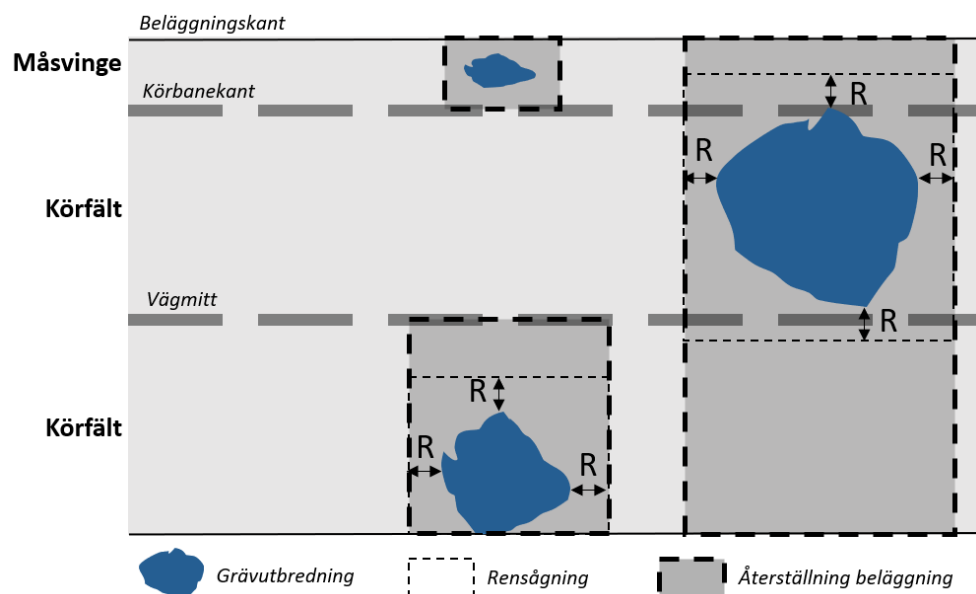 Beläggningskant
Måsvinge
Körbanekant
R
R
R
Körfält
Vägmitt
R
R
Körfält
R
R
Grävutbredning
Rensågning
Återställning beläggning